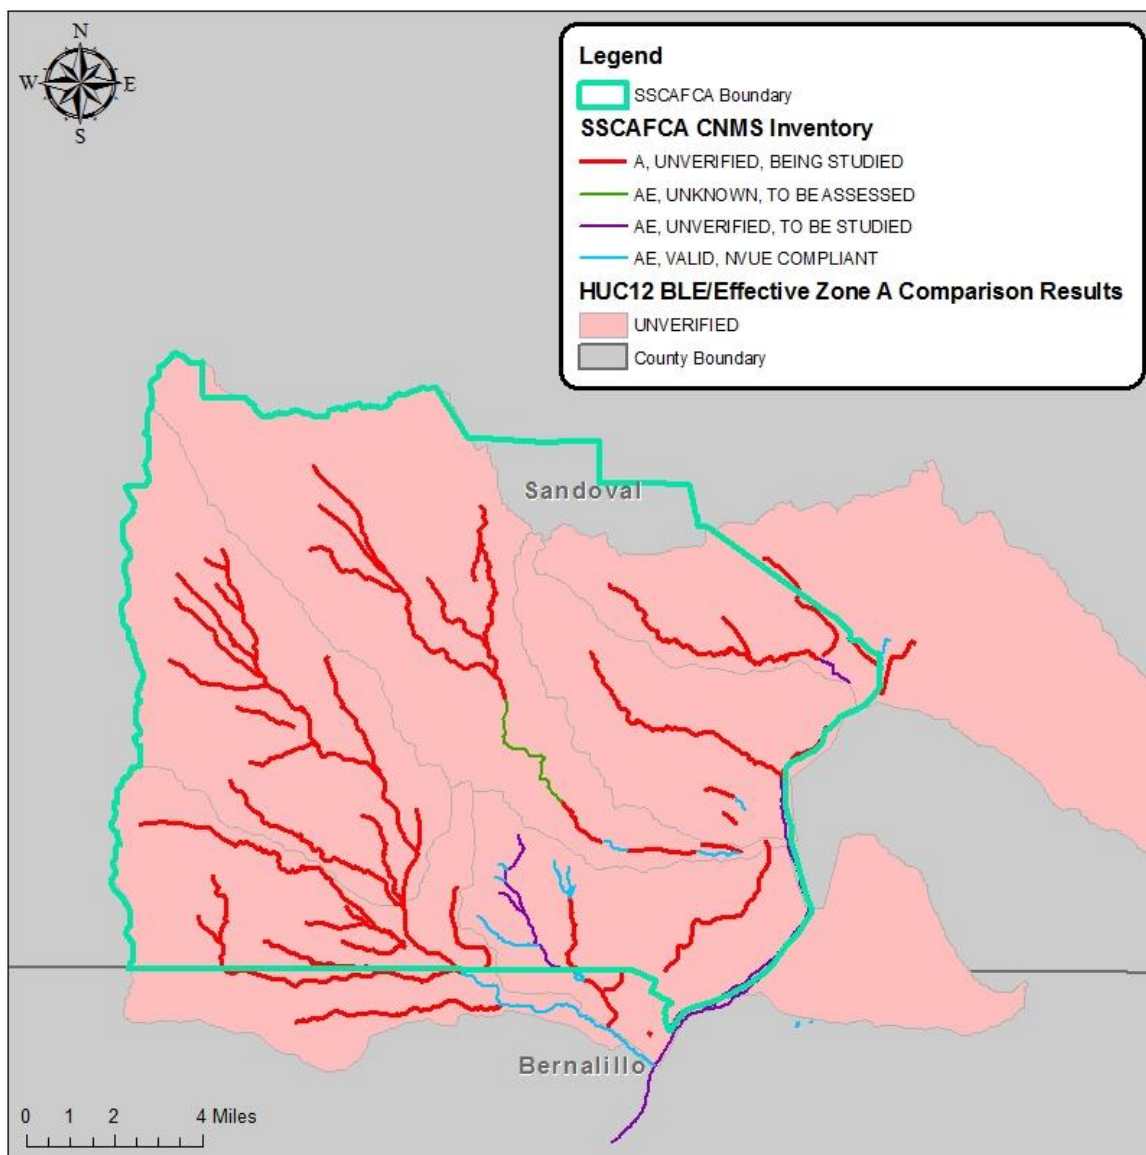 N
W E
S
Legend
SSCAFCA Boundary
SSCAFCA CNMS Inventory
A, UNVERIFIED, BEING STUDIED
AE, UNKNOWN, TO BE ASSESSED
AE, UNVERIFIED, TO BE STUDIED
AE, VALID, NVUE COMPLIANT
HUC12 BLE/Effective Zone A Comparison Results
UNVERIFIED
County Boundary
Sandoval
Bernalillo
0 1 2 4 Miles